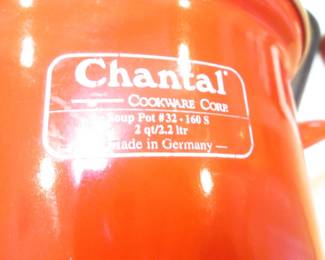 Chantal®
COOKWARE CORP.
Soup Pot #32 - 160 S
2 qt/2.2 ltr
Made in Germany